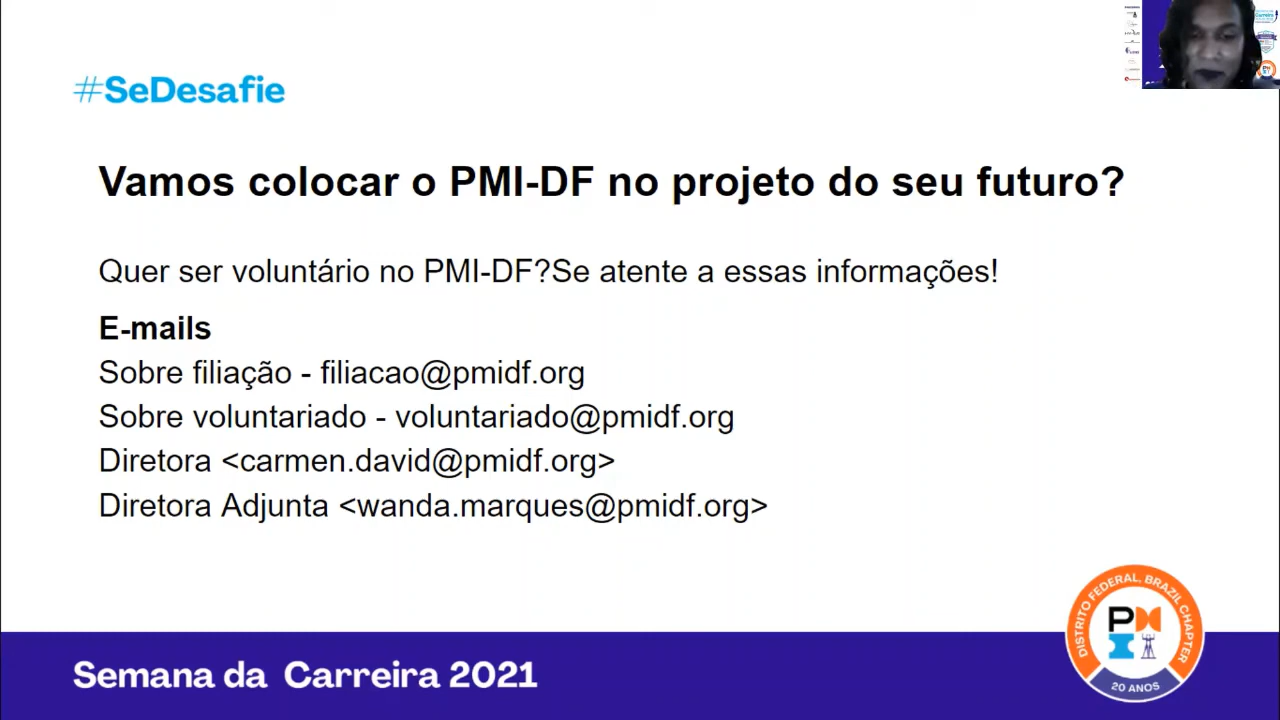 #SeDesafie
Vamos colocar o PMI-DF no projeto do seu futuro?
Quer ser voluntário no PMI-DF?Se atente a essas informações!
E-mails
Sobre filiação - filiacao@pmidf.org
Sobre voluntariado - voluntariado@pmidf.org
Diretora <carmen.david@pmidf.org>
Diretora Adjunta <wanda.marques@pmidf.org>
DISTRITO FEDERAL, BRAZIL CHAPTER
PMI
20 ANOS
Semana da Carreira 2021